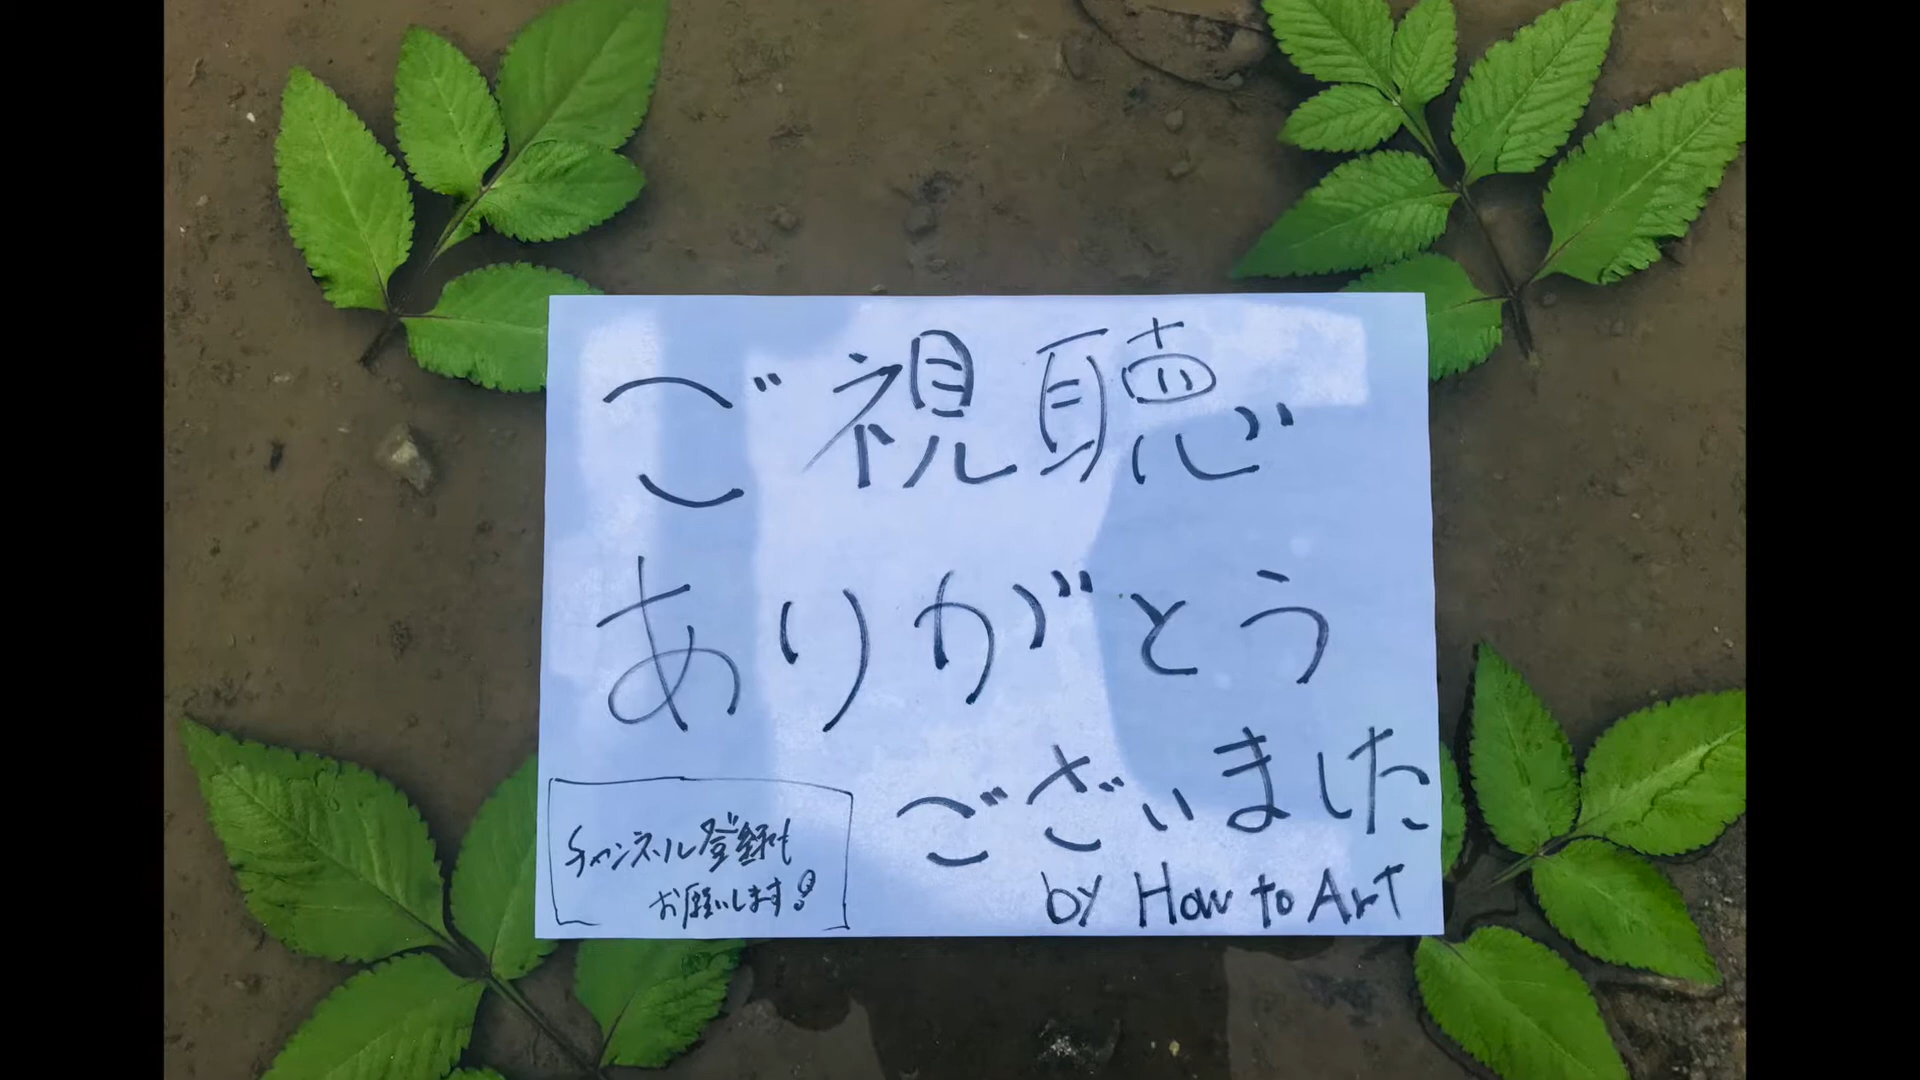 ご視聴
ありがとう
ございました
by How to Art
チャンネル登録も
お願いします!